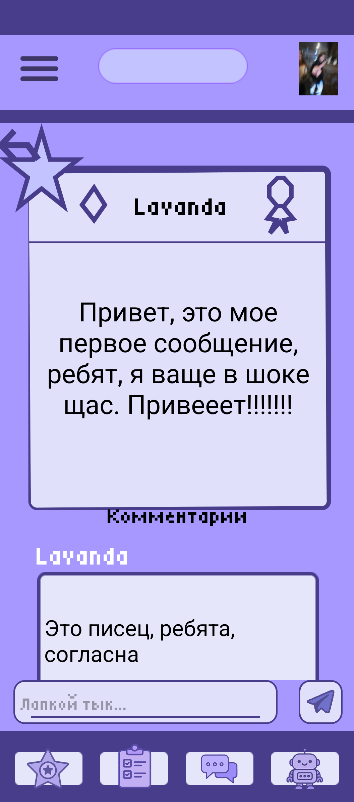 Lavanda
Привет, это мое
первое сообщение,
ребят, я ваще в шоке
щас. Привееет!!!!!!!
Комментарии
Lavanda
Это писец, ребята,
согласна
Лапкой тык...